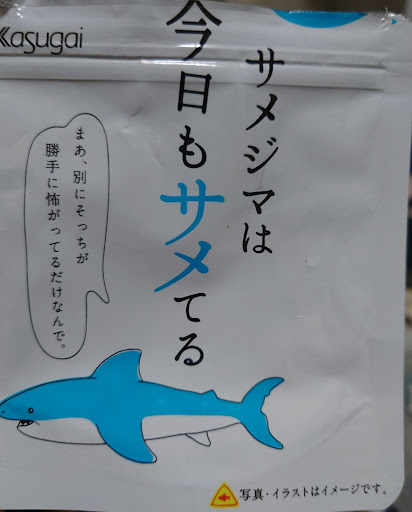 Kasugai
サメジマは
今日もサメてる
まあ、別にそっちが
勝手に怖がってるだけなんで。
写真・イラストはイメージです。